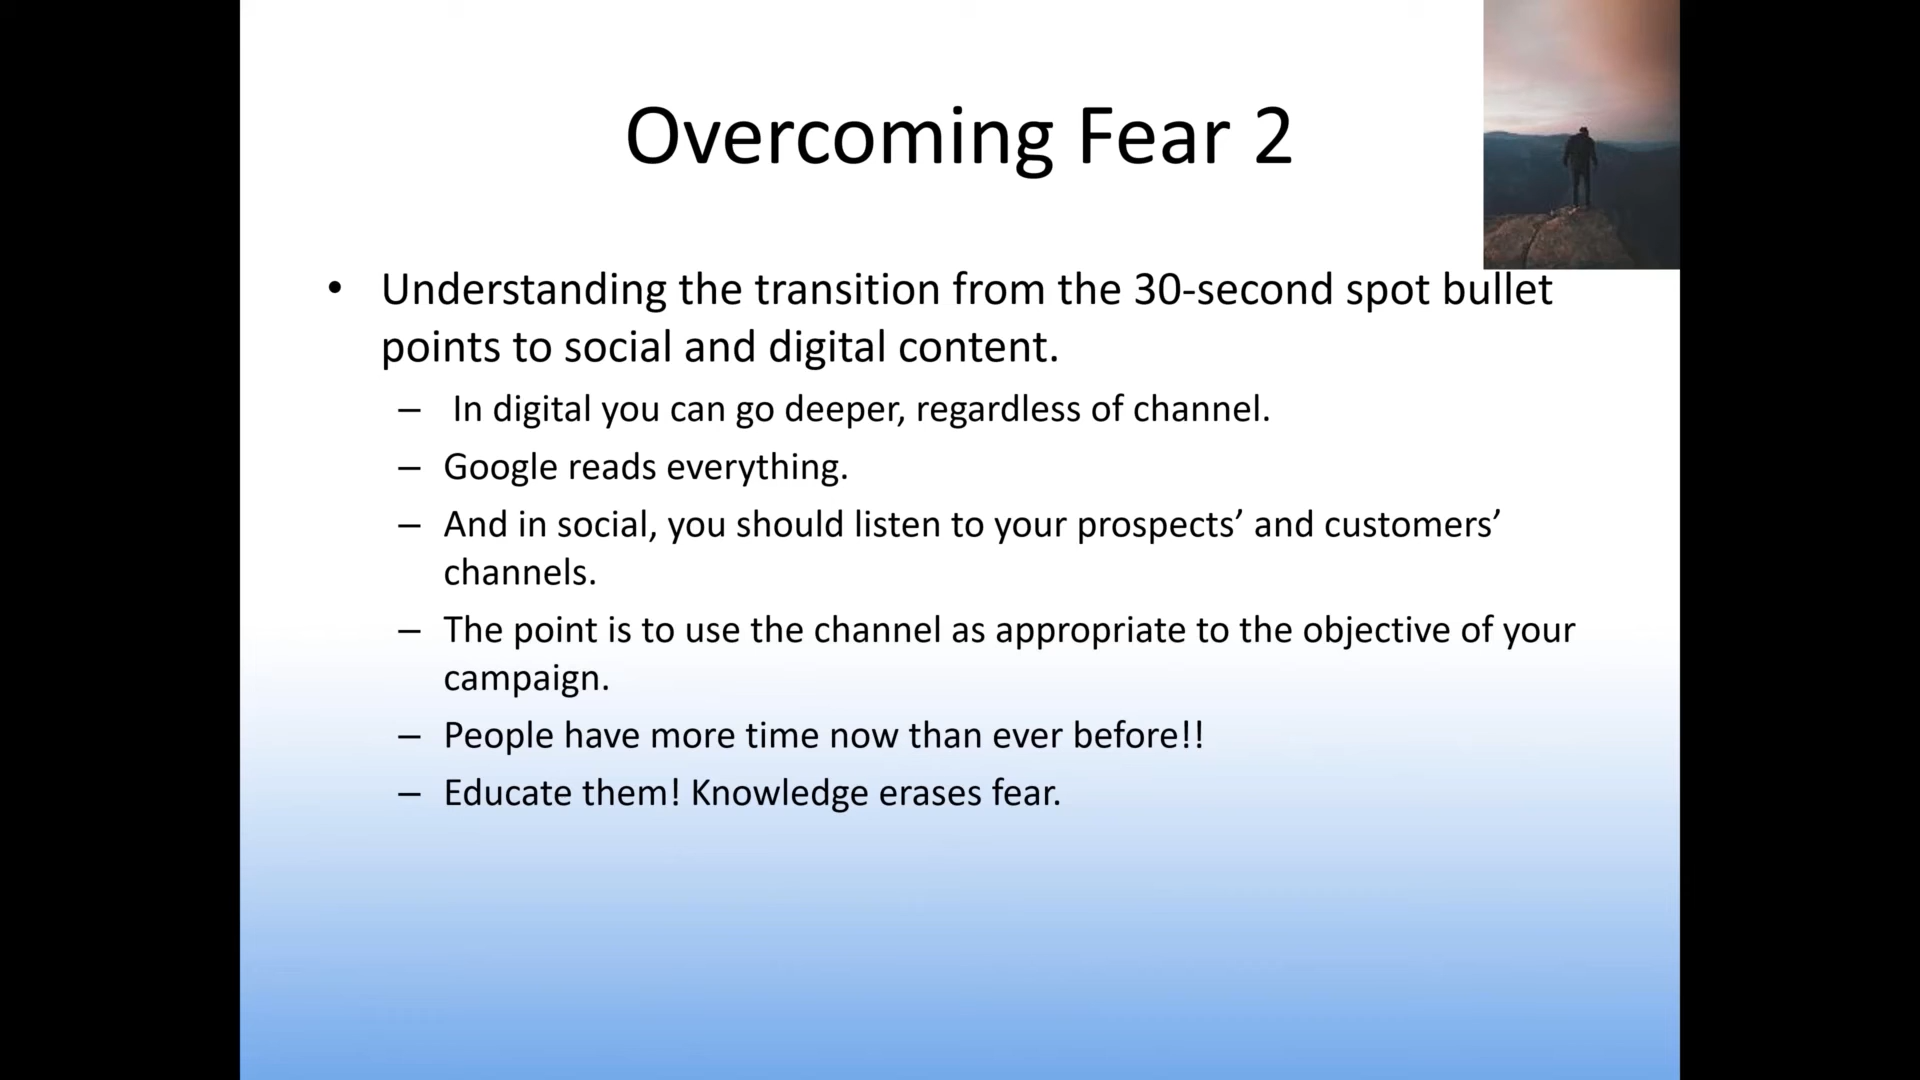 Overcoming Fear 2
• Understanding the transition from the 30-second spot bullet
points to social and digital content.
– In digital you can go deeper, regardless of channel.
– Google reads everything.
– And in social, you should listen to your prospects’ and customers’
channels.
– The point is to use the channel as appropriate to the objective of your
campaign.
– People have more time now than ever before!!
– Educate them! Knowledge erases fear.